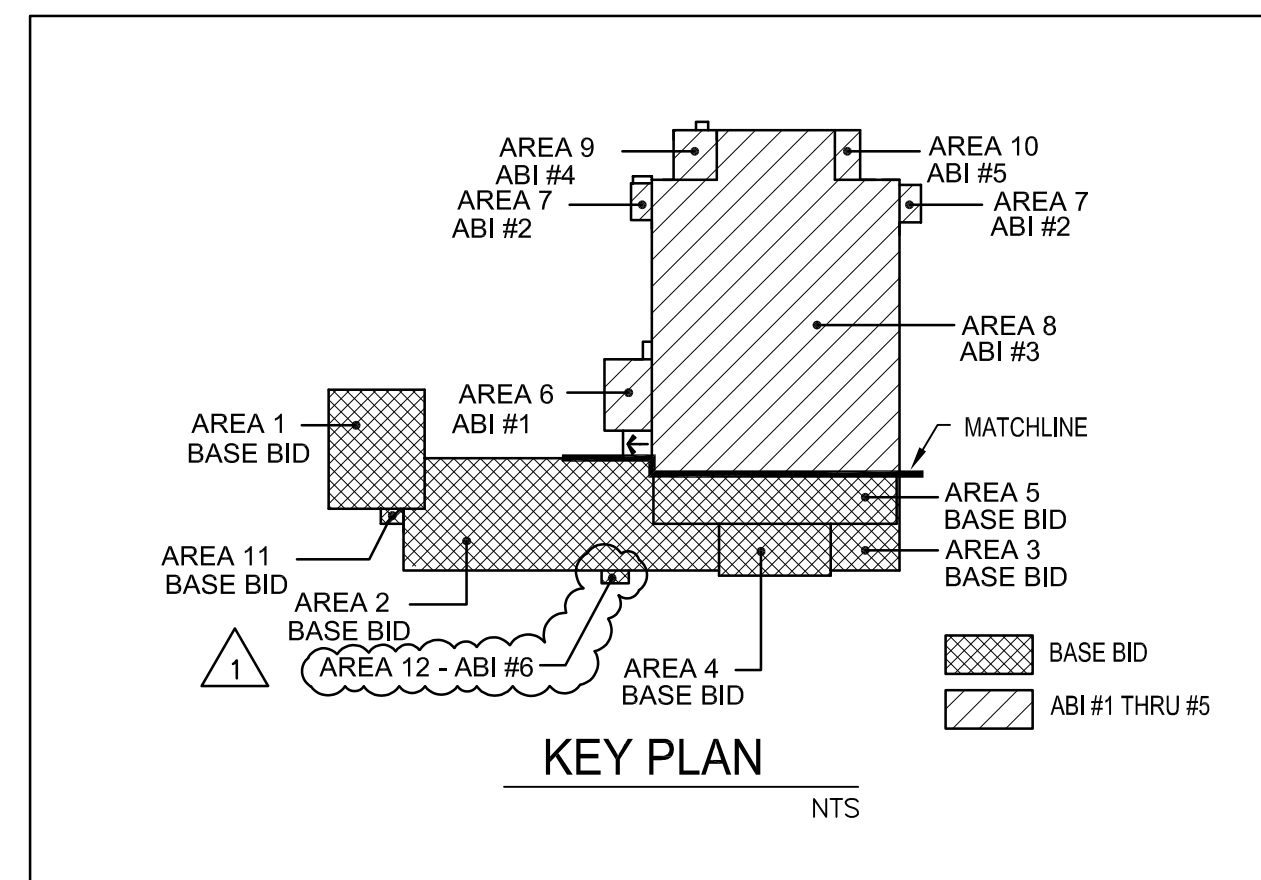 AREA 9
ABI #4
AREA 10
ABI #5
AREA 7
ABI #2
AREA 7
ABI #2
AREA 8
ABI #3
AREA 6
ABI #1
AREA 1
BASE BID
MATCHLINE
AREA 5
BASE BID
AREA 11
BASE BID
AREA 3
BASE BID
AREA 2
BASE BID
1
AREA 12 - ABI #6
AREA 4
BASE BID
BASE BID
ABI #1 THRU #5
KEY PLAN
NTS